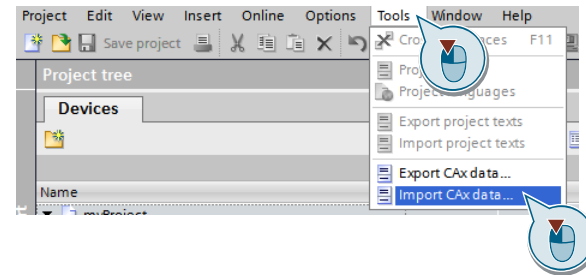 Project Edit View Insert Online Options Tools Window Help
Save project
F11
Project tree
Devices
Export project texts
Import project texts
Name
Export CAx data...
Import CAx data...
myProject